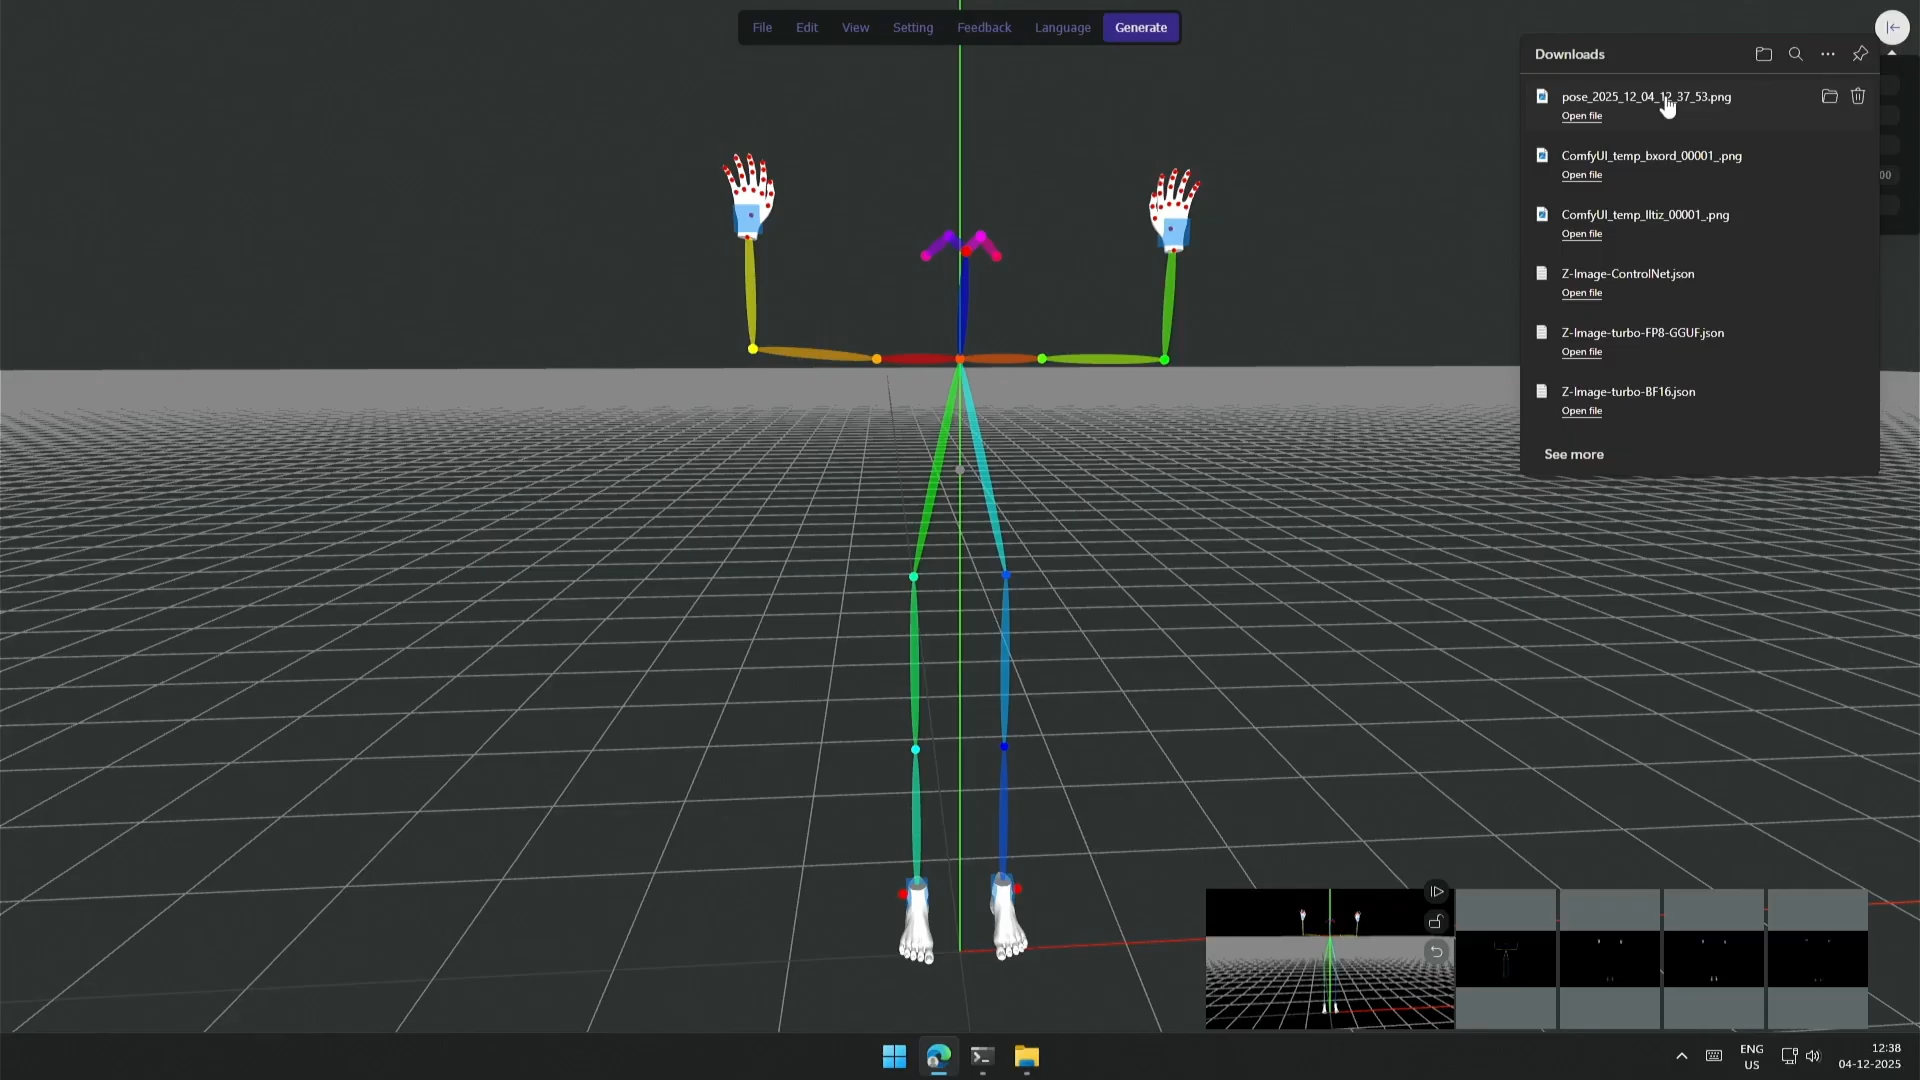 File Edit View Setting Feedback Language Generate
Downloads
pose_2025_12_04_12_37_53.png
Open file
ComfyUI_temp_bxord_00001_.png
Open file
ComfyUI_temp_lltiz_00001_.png
Open file
Z-Image-ControlNet.json
Open file
Z-Image-turbo-FP8-GGUF.json
Open file
Z-Image-turbo-BF16.json
Open file
See more
00
ENG
US
12:38
04-12-2025